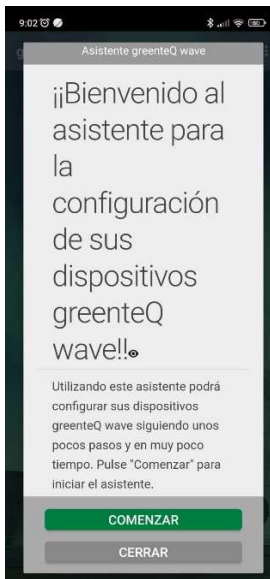 9:02
Asistente greenteQ wave
¡¡Bienvenido al
asistente para
la
configuración
de sus
dispositivos
greenteQ
wave!!
Utilizando este asistente podrá
configurar sus dispositivos
greenteQ wave siguiendo unos
pocos pasos y en muy poco
tiempo. Pulse "Comenzar" para
iniciar el asistente.
COMENZAR
CERRAR